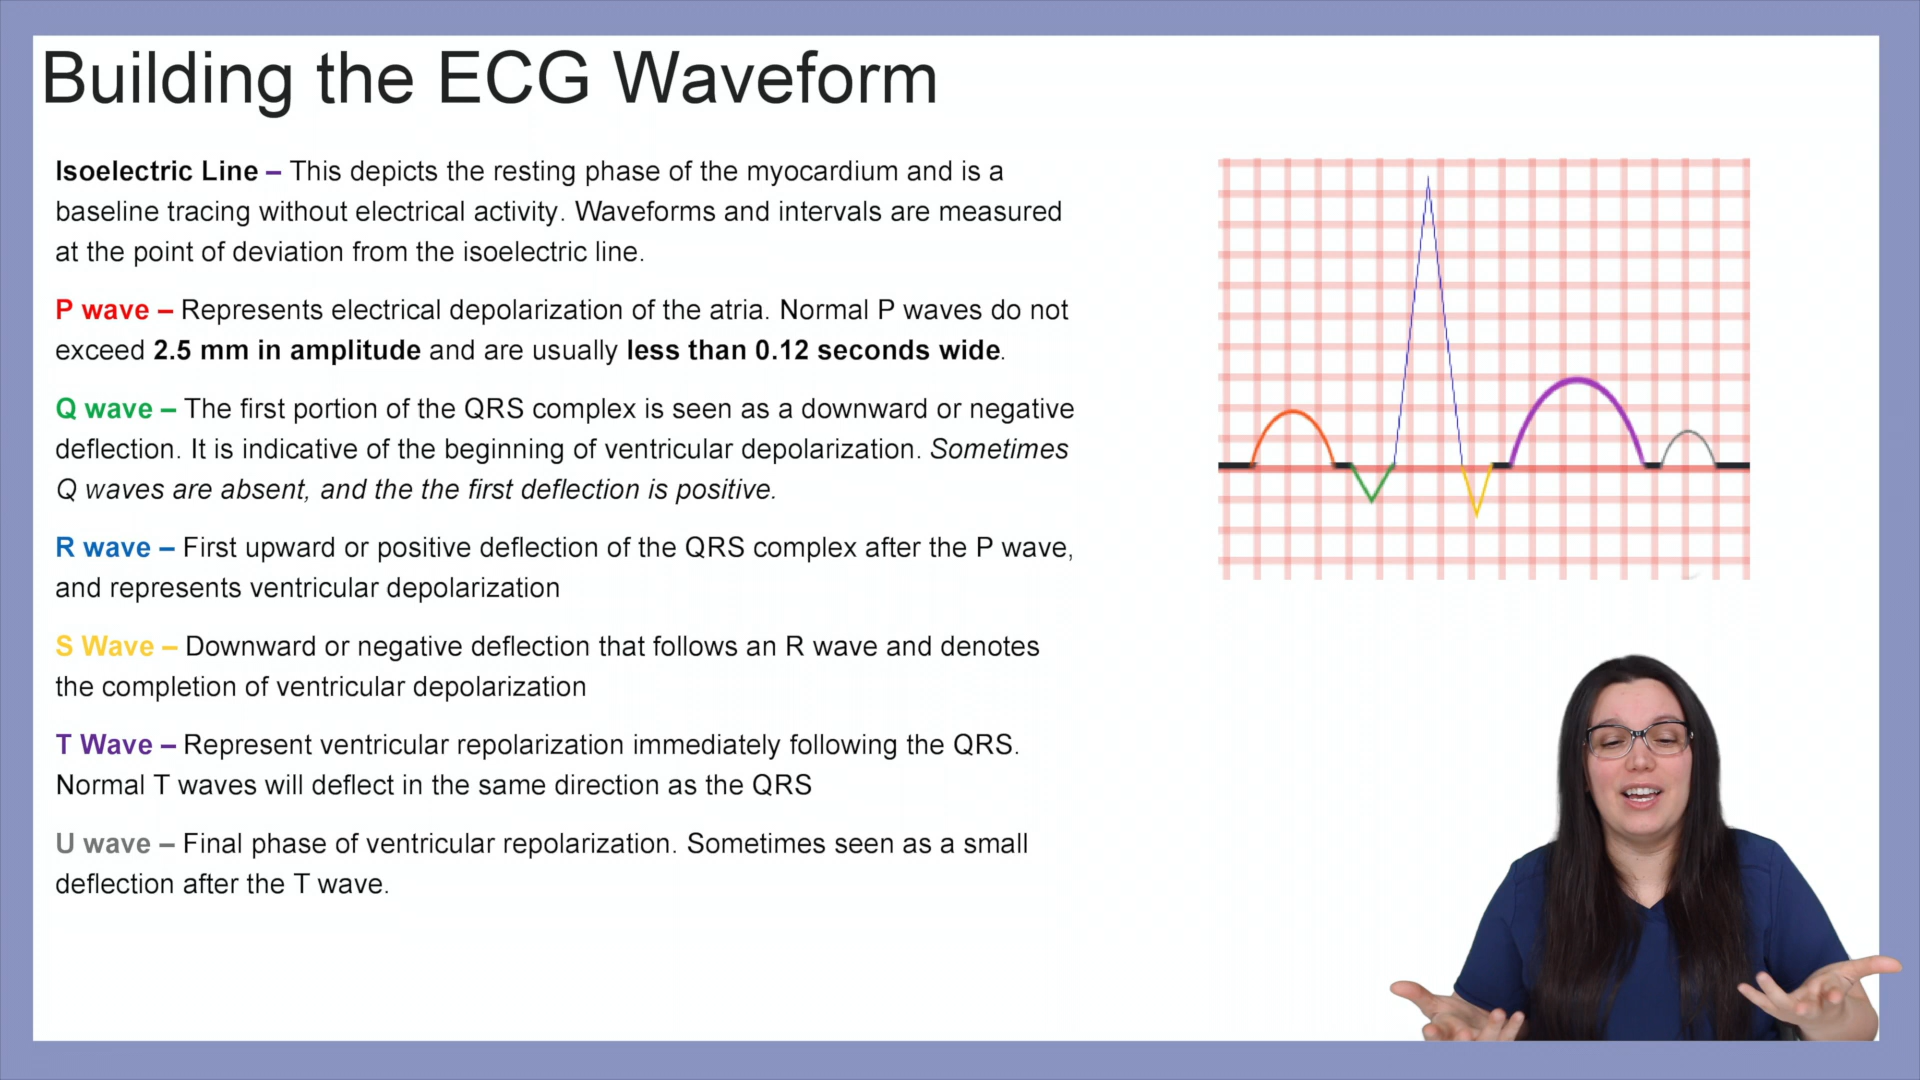 Building the ECG Waveform
Isoelectric Line – This depicts the resting phase of the myocardium and is a
baseline tracing without electrical activity. Waveforms and intervals are measured
at the point of deviation from the isoelectric line.
P wave – Represents electrical depolarization of the atria. Normal P waves do not
exceed 2.5 mm in amplitude and are usually less than 0.12 seconds wide.
Q wave – The first portion of the QRS complex is seen as a downward or negative
deflection. It is indicative of the beginning of ventricular depolarization. Sometimes
Q waves are absent, and the the first deflection is positive.
R wave – First upward or positive deflection of the QRS complex after the P wave,
and represents ventricular depolarization
S Wave – Downward or negative deflection that follows an R wave and denotes
the completion of ventricular depolarization
T Wave – Represent ventricular repolarization immediately following the QRS.
Normal T waves will deflect in the same direction as the QRS
U wave – Final phase of ventricular repolarization. Sometimes seen as a small
deflection after the T wave.